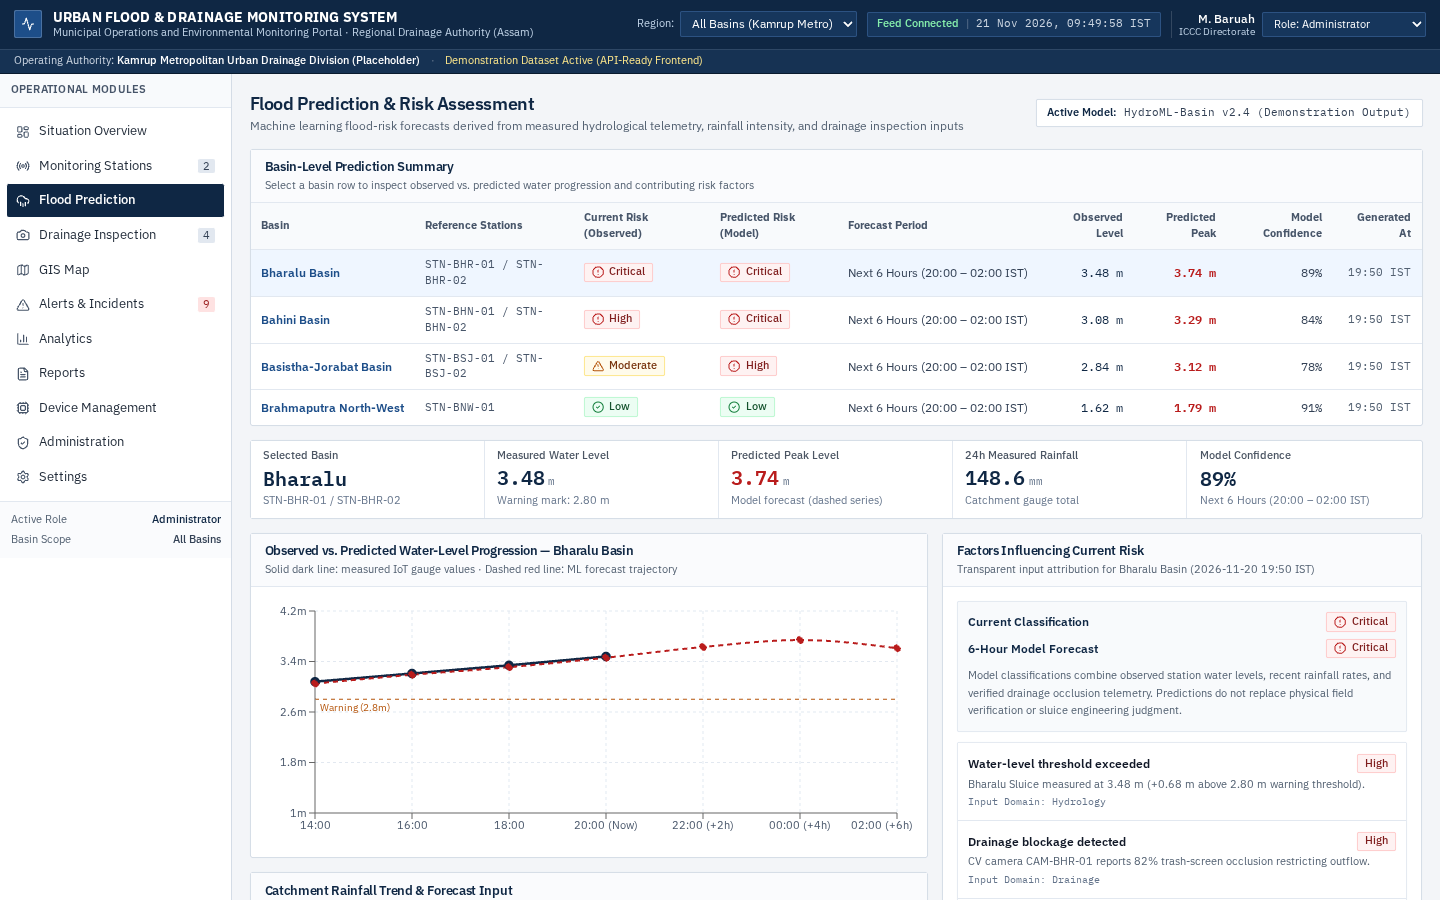 URBAN FLOOD & DRAINAGE MONITORING SYSTEM
Municipal Operations and Environmental Monitoring Portal · Regional Drainage Authority (Assam)
Region: All Basins (Kamrup Metro)
Feed Connected | 21 Nov 2026, 09:49:58 IST
M. Baruah
ICCC Directorate
Role: Administrator
Operating Authority: Kamrup Metropolitan Urban Drainage Division (Placeholder) · Demonstration Dataset Active (API-Ready Frontend)
OPERATIONAL MODULES
Situation Overview
Monitoring Stations 2
Flood Prediction
Drainage Inspection 4
GIS Map
Alerts & Incidents 9
Analytics
Reports
Device Management
Administration
Settings
Active Role Administrator
Basin Scope All Basins
Flood Prediction & Risk Assessment
Machine learning flood-risk forecasts derived from measured hydrological telemetry, rainfall intensity, and drainage inspection inputs
Active Model: HydroML-Basin v2.4 (Demonstration Output)
Basin-Level Prediction Summary
Select a basin row to inspect observed vs. predicted water progression and contributing risk factors
Basin Reference Stations Current Risk (Observed) Predicted Risk (Model) Forecast Period Observed Level Predicted Peak Model Confidence Generated At
Bharalu Basin STN-BHR-01 / STN-BHR-02 Critical Critical Next 6 Hours (20:00 – 02:00 IST) 3.48 m 3.74 m 89% 19:50 IST
Bahini Basin STN-BHN-01 / STN-BHN-02 High Critical Next 6 Hours (20:00 – 02:00 IST) 3.08 m 3.29 m 84% 19:50 IST
Basistha-Jorabat Basin STN-BSJ-01 / STN-BSJ-02 Moderate High Next 6 Hours (20:00 – 02:00 IST) 2.84 m 3.12 m 78% 19:50 IST
Brahmaputra North-West STN-BNW-01 Low Low Next 6 Hours (20:00 – 02:00 IST) 1.62 m 1.79 m 91% 19:50 IST
Selected Basin
Bharalu
STN-BHR-01 / STN-BHR-02
Measured Water Level
3.48 m
Warning mark: 2.80 m
Predicted Peak Level
3.74 m
Model forecast (dashed series)
24h Measured Rainfall
148.6 mm
Catchment gauge total
Model Confidence
89%
Next 6 Hours (20:00 – 02:00 IST)
Observed vs. Predicted Water-Level Progression — Bharalu Basin
Solid dark line: measured IoT gauge values · Dashed red line: ML forecast trajectory
4.2m
3.4m
2.6m
1.8m
1m
Warning (2.8m)
14:00 16:00 18:00 20:00 (Now) 22:00 (+2h) 00:00 (+4h) 02:00 (+6h)
Catchment Rainfall Trend & Forecast Input
Factors Influencing Current Risk
Transparent input attribution for Bharalu Basin (2026-11-20 19:50 IST)
Current Classification Critical
6-Hour Model Forecast Critical
Model classifications combine observed station water levels, recent rainfall rates, and
verified drainage occlusion telemetry. Predictions do not replace physical field
verification or sluice engineering judgment.
Water-level threshold exceeded High
Bharalu Sluice measured at 3.48 m (+0.68 m above 2.80 m warning threshold).
Input Domain: Hydrology
Drainage blockage detected High
CV camera CAM-BHR-01 reports 82% trash-screen occlusion restricting outflow.
Input Domain: Drainage